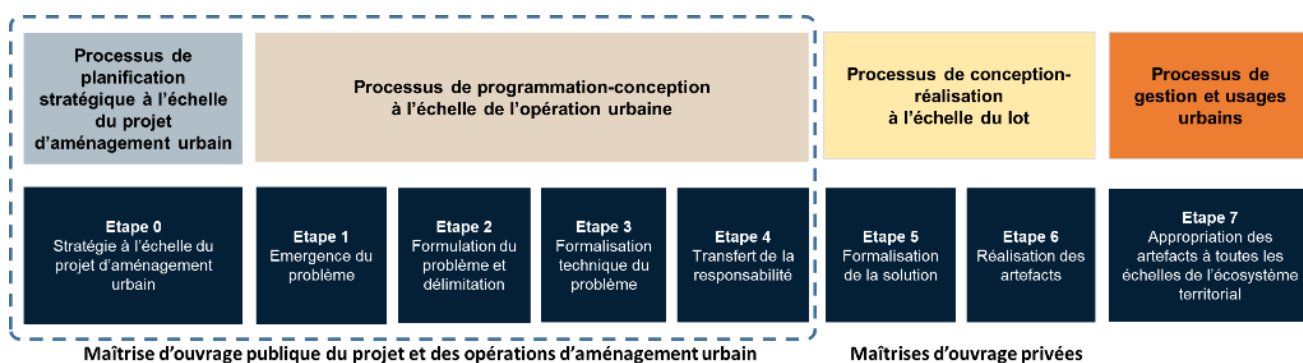 Processus de
planification
stratégique à l'échelle
du projet
d'aménagement urbain
Processus de programmation-conception
à l'échelle de l'opération urbaine
Processus de conception-
réalisation
à l'échelle du lot
Processus de
gestion et usages
urbains
Etape 0
Stratégie à l'échelle du
projet d'aménagement
urbain
Etape 1
Emergence du
problème
Etape 2
Formulation du
problème et
délimitation
Etape 3
Formalisation
technique du
problème
Etape 4
Transfert de la
responsabilité
Etape 5
Formalisation
de la solution
Etape 6
Réalisation des
artefacts
Etape 7
Appropriation des
artefacts à toutes les
échelles de l'écosystème
territorial
Maîtrise d'ouvrage publique du projet et des opérations d'aménagement urbain
Maîtrises d'ouvrage privées